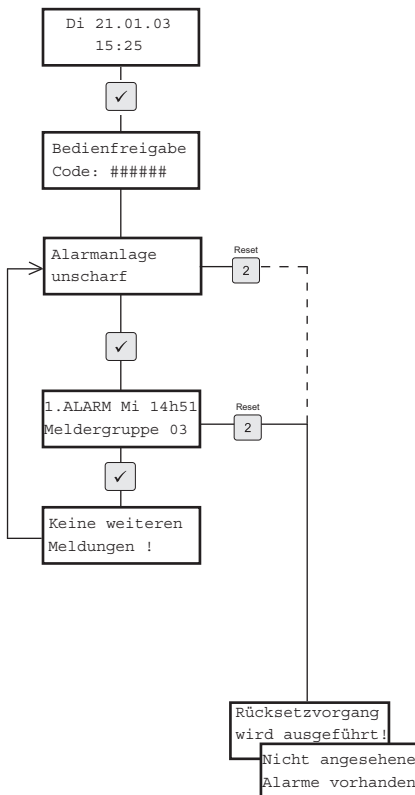 Di 21.01.03
15:25
✓
Bedienfreigabe
Code: ######
Alarmanlage
unscharf
Reset
2
✓
1.ALARM Mi 14h51
Meldergruppe 03
Reset
2
✓
Keine weiteren
Meldungen !
Rücksetzvorgang
wird ausgeführt!
Nicht angesehene
Alarme vorhanden